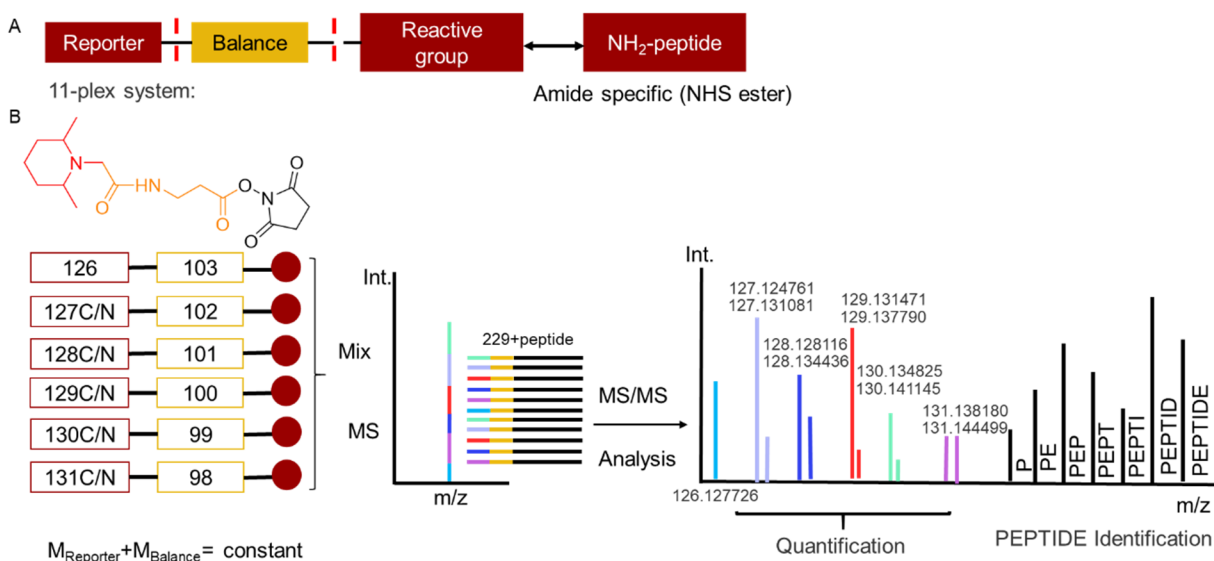 A
Reporter
Balance
Reactive
group
NH2-peptide
11-plex system:
Amide specific (NHS ester)
B
N
O
HN
O
O
N
O
O
126
103
127C/N
102
128C/N
101
129C/N
100
130C/N
99
131C/N
98
MReporter+MBalance= constant
Mix
MS
Int.
m/z
229+peptide
MS/MS
Analysis
Int.
126.127726
127.124761
127.131081
128.128116
128.134436
129.131471
129.137790
130.134825
130.141145
131.138180
131.144499
P
PE
PEP
PEPT
PEPTI
PEPTID
PEPTIDE
m/z
Quantification
PEPTIDE Identification